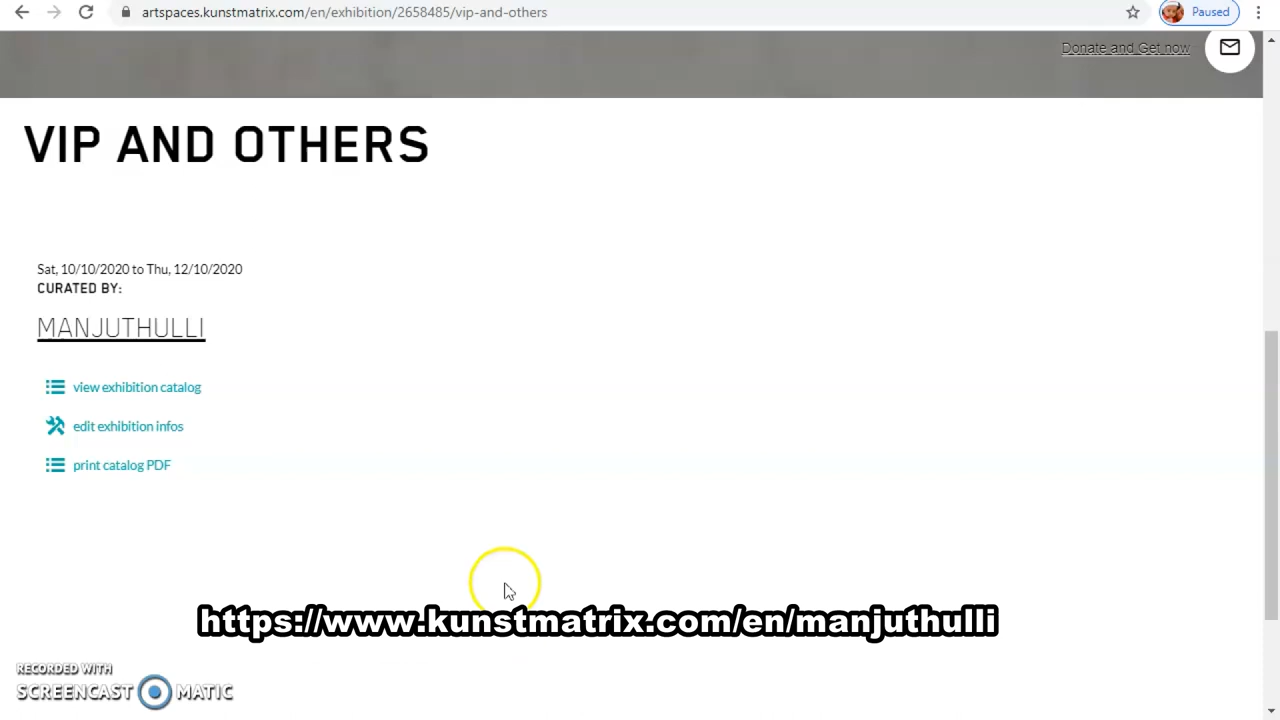 artspaces.kunstmatrix.com/en/exhibition/2658485/vip-and-others
Paused
Donate and Get now
VIP AND OTHERS
Sat, 10/10/2020 to Thu, 12/10/2020
CURATED BY:
MANJUTHULLI
view exhibition catalog
edit exhibition infos
print catalog PDF
https://www.kunstmatrix.com/en/manjuthulli
RECORDED WITH
SCREENCAST MATIC